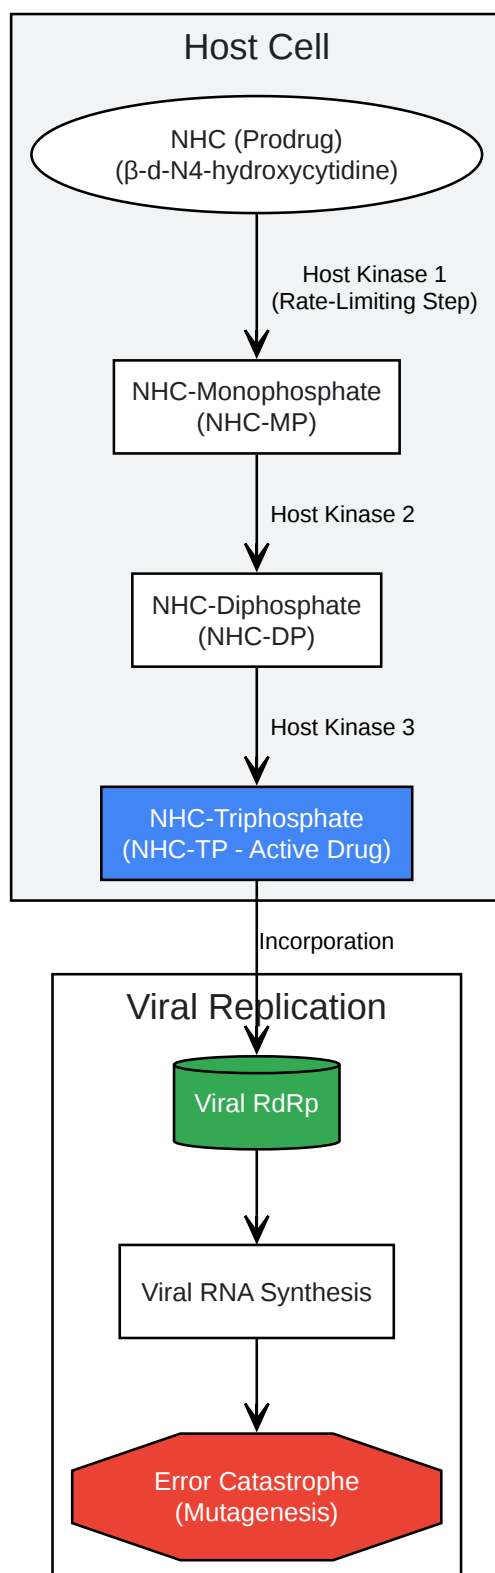 Host Cell
NHC (Prodrug)
(β-d-N4-hydroxycytidine)
Host Kinase 1
(Rate-Limiting Step)
NHC-Monophosphate
(NHC-MP)
Host Kinase 2
NHC-Diphosphate
(NHC-DP)
Host Kinase 3
NHC-Triphosphate
(NHC-TP - Active Drug)
Incorporation
Viral Replication
Viral RdRp
Viral RNA Synthesis
Error Catastrophe
(Mutagenesis)